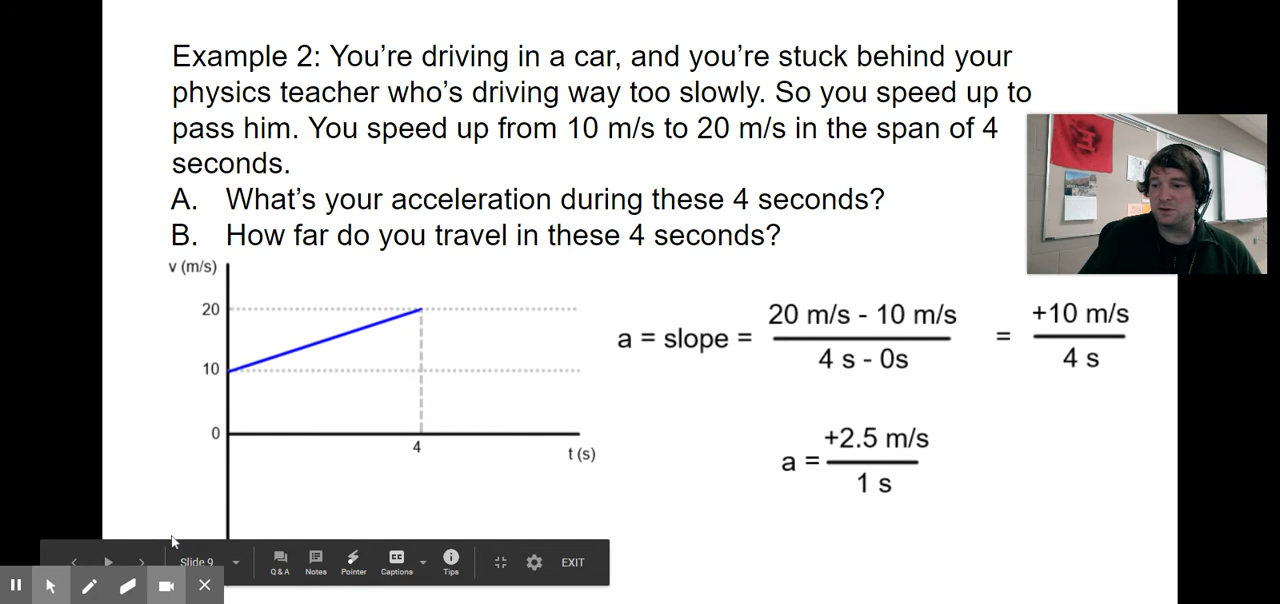 Example 2: You're driving in a car, and you're stuck behind your
physics teacher who's driving way too slowly. So you speed up to
pass him. You speed up from 10 m/s to 20 m/s in the span of 4
seconds.
A. What's your acceleration during these 4 seconds?
B. How far do you travel in these 4 seconds?
v (m/s)
20
10
0
4
t (s)
a = slope =
20 m/s - 10 m/s
4 s - 0s
=
+10 m/s
4 s
a =
+2.5 m/s
1 s
Slide 9
Q & A
Notes
Pointer
CC
Captions
Tips
EXIT